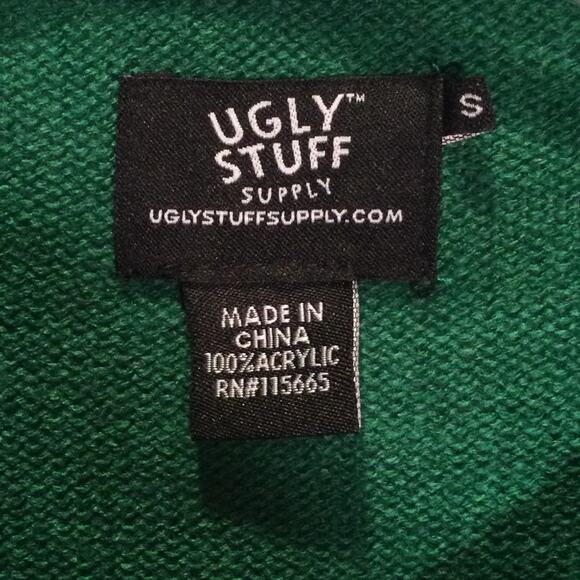 UGLY™
STUFF
SUPPLY
UGLYSTUFFSUPPLY.COM
S
MADE IN
CHINA
100%ACRYLIC
RN#115665